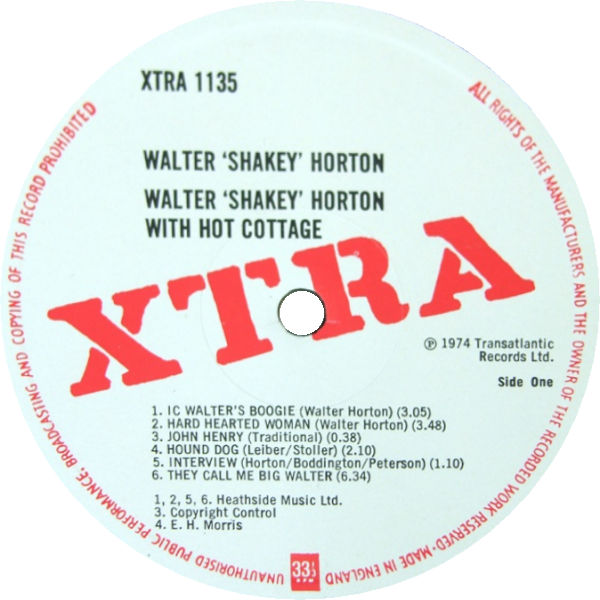 XTRA 1135
WALTER 'SHAKEY' HORTON
WALTER 'SHAKEY' HORTON
WITH HOT COTTAGE
XTRA
℗ 1974 Transatlantic
Records Ltd.
Side One
1. IC WALTER'S BOOGIE (Walter Horton) (3.05)
2. HARD HEARTED WOMAN (Walter Horton) (3.48)
3. JOHN HENRY (Traditional) (0.38)
4. HOUND DOG (Leiber/Stoller) (2.10)
5. INTERVIEW (Horton/Boddington/Peterson) (1.10)
6. THEY CALL ME BIG WALTER (6.34)
1, 2, 5, 6. Heathside Music Ltd.
3. Copyright Control
4. E. H. Morris
ALL RIGHTS OF THE MANUFACTURERS AND THE OWNER OF THE RECORDED WORK RESERVED-MADE IN ENGLAND
33⅓
RPM
UNAUTHORISED PUBLIC PERFORMANCE, BROADCASTING AND COPYING OF THIS RECORD PROHIBITED